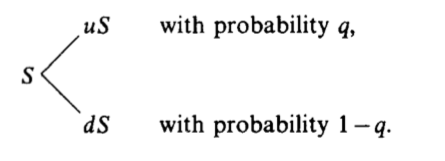 uS with probability q,
S
dS with probability 1 − q.